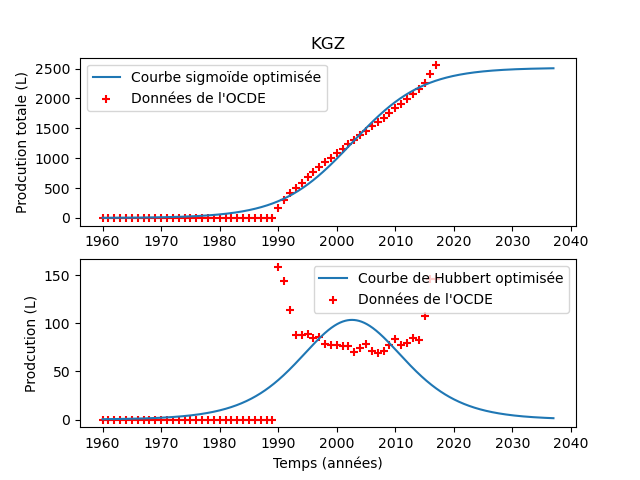 KGZ
Prodcution totale (L)
2500
2000
1500
1000
500
0
Courbe sigmoïde optimisée
Données de l'OCDE
1960 1970 1980 1990 2000 2010 2020 2030 2040
Prodcution (L)
150
100
50
0
Courbe de Hubbert optimisée
Données de l'OCDE
1960 1970 1980 1990 2000 2010 2020 2030 2040
Temps (années)